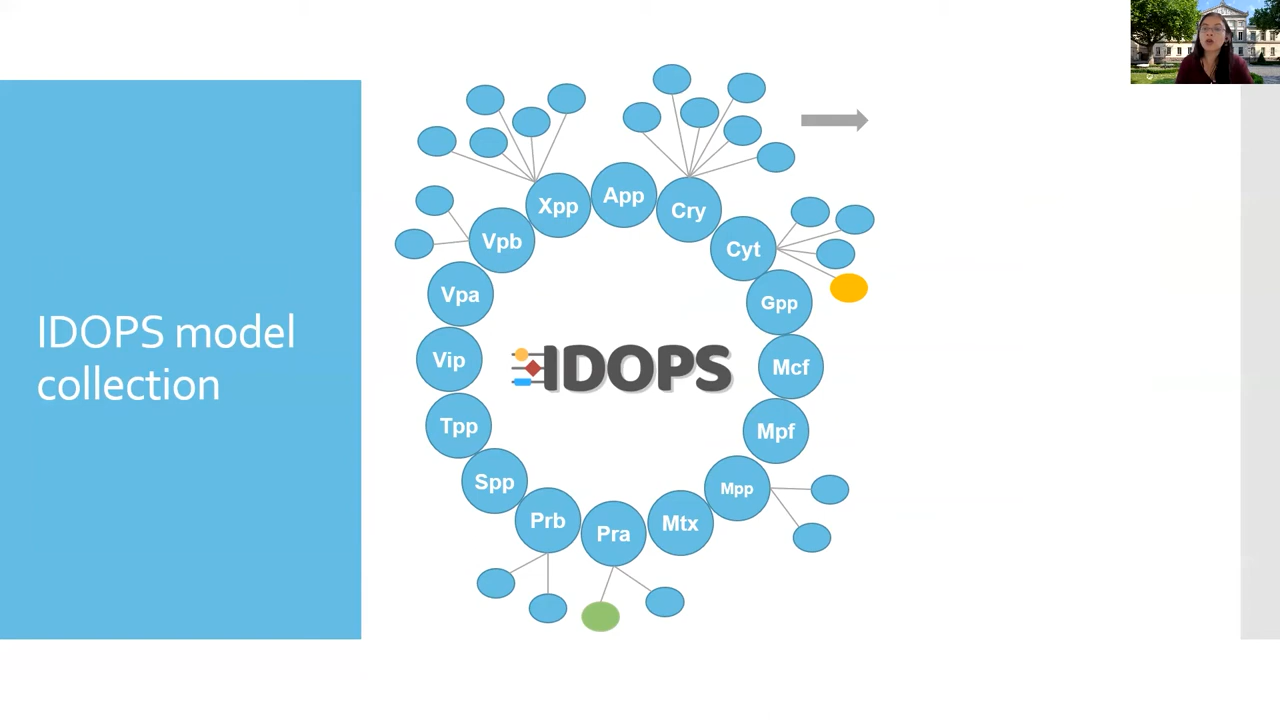 IDOPS model
collection
App
Xpp
Cry
Vpb
Cyt
Vpa
Gpp
Vip
IDOPS
Mcf
Tpp
Mpf
Spp
Mpp
Prb
Pra
Mtx